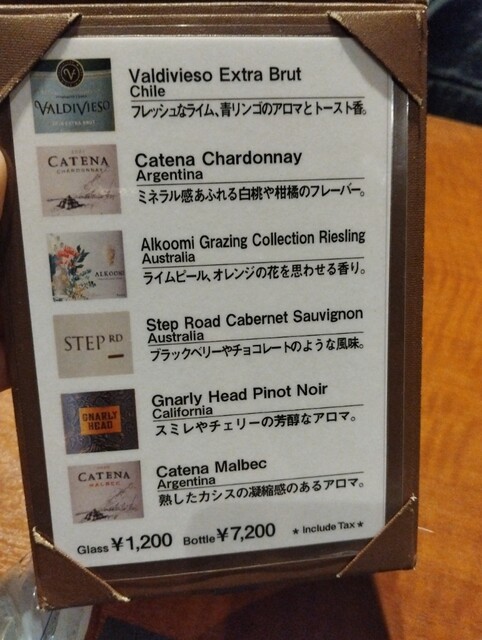 VALDIVIESO
Valdivieso Extra Brut
Chile
フレッシュなライム、青リンゴのアロマとトースト香。
CATENA
CHARDONNAY
Catena Chardonnay
Argentina
ミネラル感あふれる白桃や柑橘のフレーバー。
ALKOOMI
Alkoomi Grazing Collection Riesling
Australia
ライムピール、オレンジの花を思わせる香り。
STEP RD
Step Road Cabernet Sauvignon
Australia
ブラックベリーやチョコレートのような風味。
GNARLY
HEAD
Gnarly Head Pinot Noir
California
スミレやチェリーの芳醇なアロマ。
CATENA
MALBEC
Catena Malbec
Argentina
熟したカシスの凝縮感のあるアロマ。
Glass ¥1,200 Bottle ¥7,200 ★ Include Tax ★